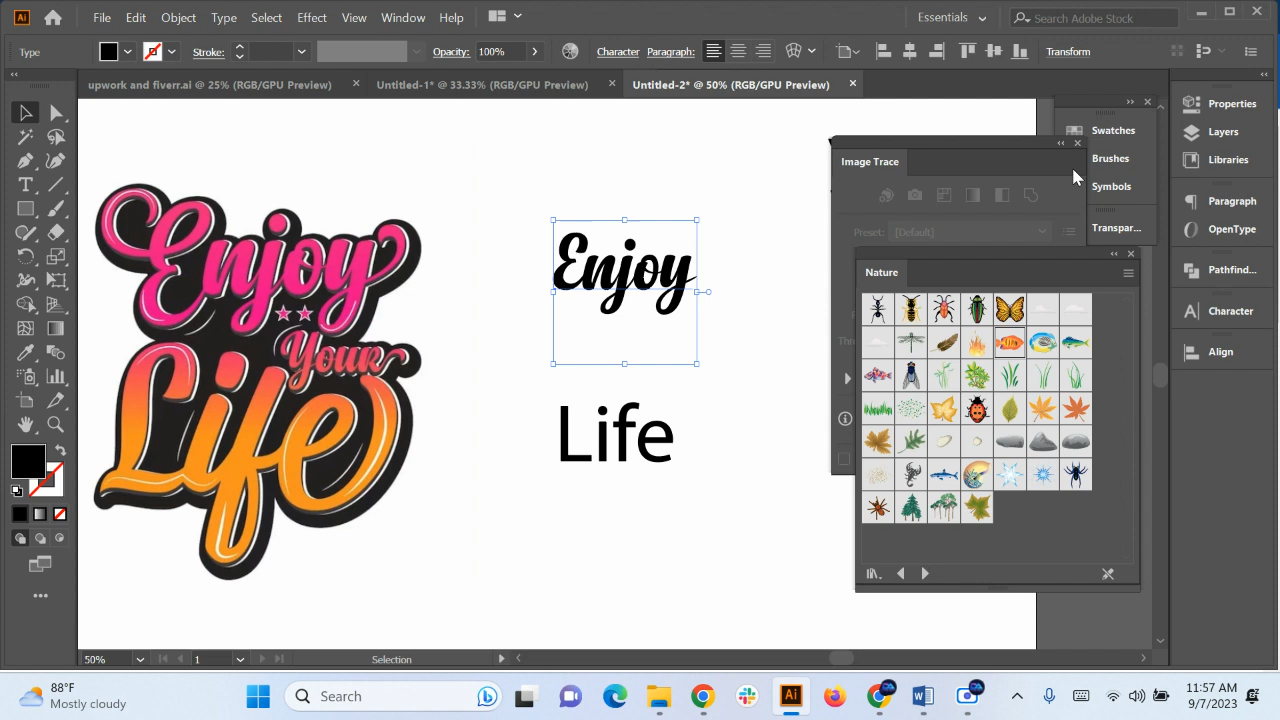 Ai File Edit Object Type Select Effect View Window Help Essentials Search Adobe Stock
Type Stroke: Opacity: 100% Character Paragraph: Transform
upwork and fiverr.ai @ 25% (RGB/GPU Preview) Untitled-1* @ 33.33% (RGB/GPU Preview) Untitled-2* @ 50% (RGB/GPU Preview)
Swatches
Brushes
Symbols
Transpar...
Properties
Layers
Libraries
Paragraph
OpenType
Pathfind...
Character
Align
Image Trace
Preset: [Default]
Nature
Enjoy
Your
Life
Enjoy
Life
50% 1 Selection
88°F
Mostly cloudy
Search
11:57 AM
9/7/2023